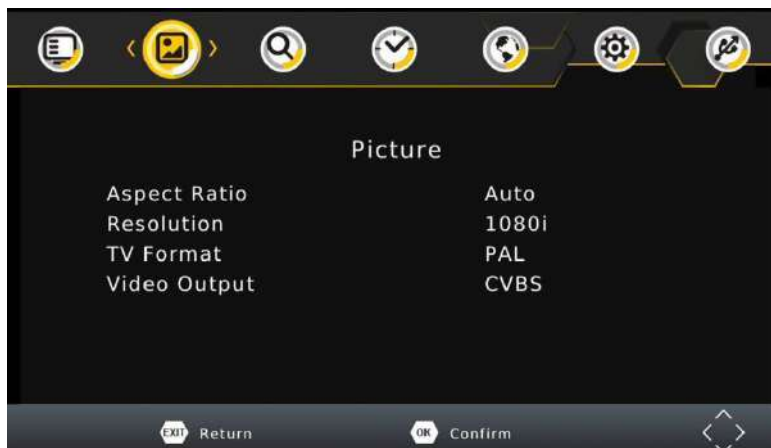 Picture
Aspect Ratio Auto
Resolution 1080i
TV Format PAL
Video Output CVBS
EXIT Return OK Confirm